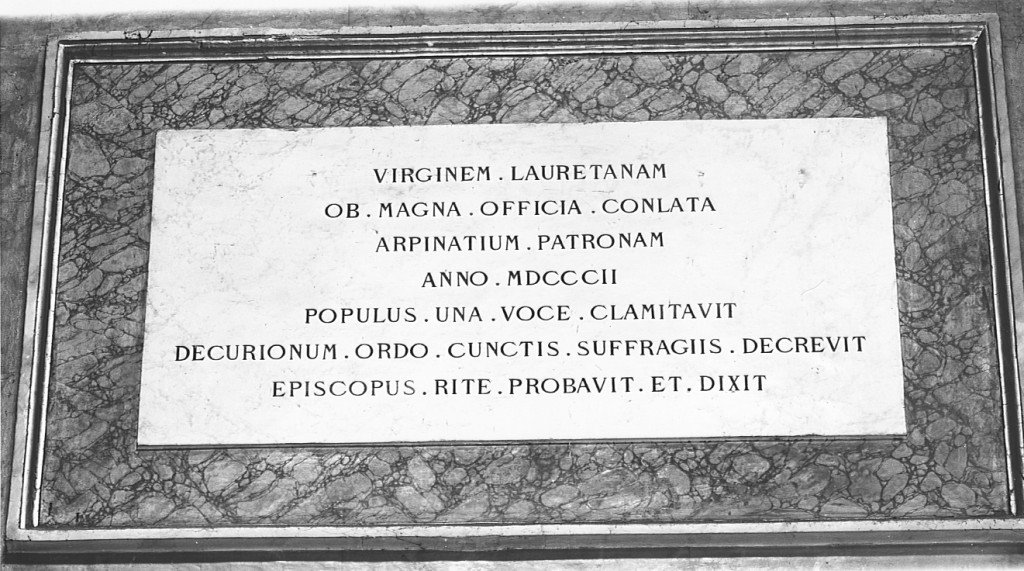 VIRGINEM . LAURETANAM
OB . MAGNA . OFFICIA . CONLATA
ARPINATIUM . PATRONAM
ANNO . MDCCCII
POPULUS . UNA . VOCE . CLAMITAVIT
DECURIONUM . ORDO . CUNCTIS . SUFFRAGIIS . DECREVIT
EPISCOPUS . RITE . PROBAVIT . ET . DIXIT